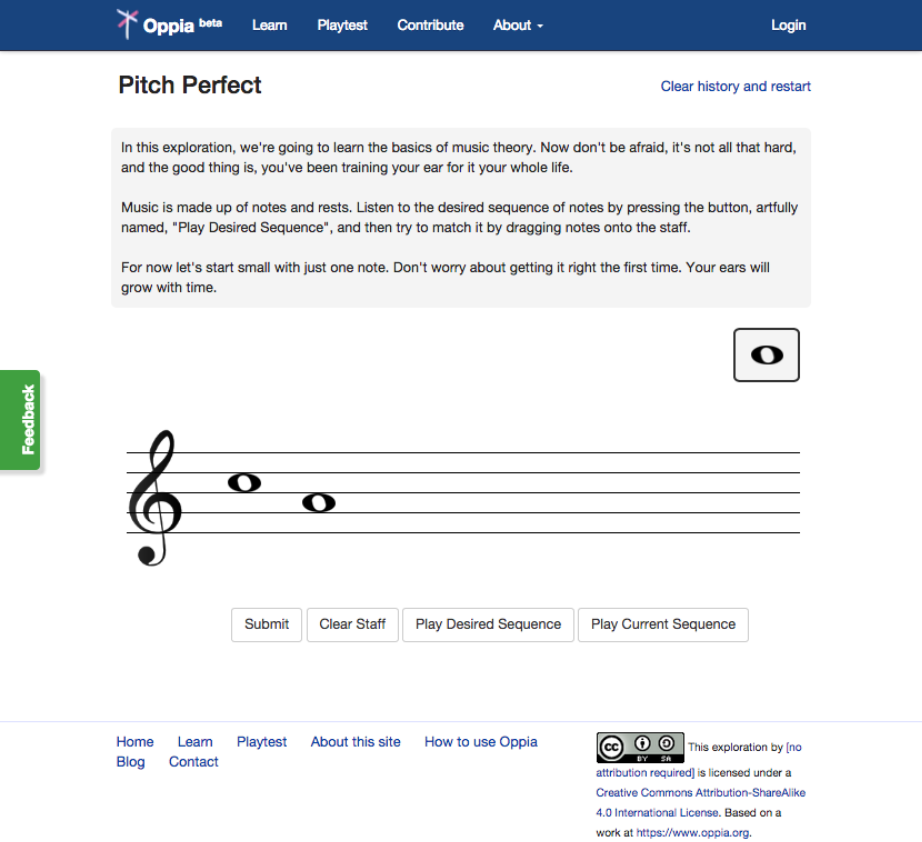 Oppia beta Learn Playtest Contribute About Login
Pitch Perfect
Clear history and restart
In this exploration, we're going to learn the basics of music theory. Now don't be afraid, it's not all that hard,
and the good thing is, you've been training your ear for it your whole life.
Music is made up of notes and rests. Listen to the desired sequence of notes by pressing the button, artfully
named, "Play Desired Sequence", and then try to match it by dragging notes onto the staff.
For now let's start small with just one note. Don't worry about getting it right the first time. Your ears will
grow with time.
Feedback
Submit Clear Staff Play Desired Sequence Play Current Sequence
Home Learn Playtest About this site How to use Oppia
Blog Contact
cc BY SA
This exploration by [no
attribution required] is licensed under a
Creative Commons Attribution-ShareAlike
4.0 International License. Based on a
work at https://www.oppia.org.